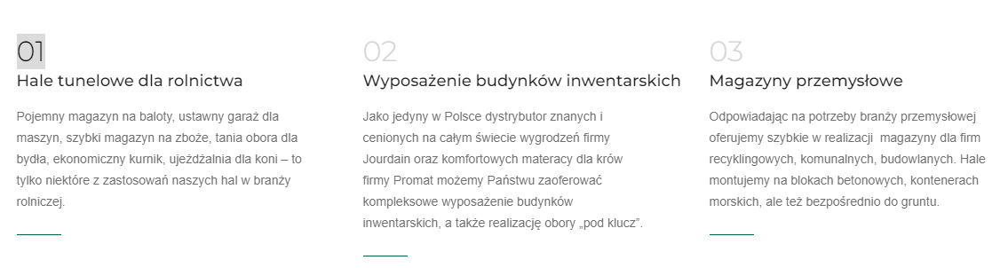 01
Hale tunelowe dla rolnictwa
Pojemny magazyn na baloty, ustawny garaż dla
maszyn, szybki magazyn na zboże, tania obora dla
bydła, ekonomiczny kurnik, ujeżdżalnia dla koni – to
tylko niektóre z zastosowań naszych hal w branży
rolniczej.
02
Wyposażenie budynków inwentarskich
Jako jedyny w Polsce dystrybutor znanych i
cenionych na całym świecie wygrodzeń firmy
Jourdain oraz komfortowych materacy dla krów
firmy Promat możemy Państwu zaoferować
kompleksowe wyposażenie budynków
inwentarskich, a także realizację obory „pod klucz”.
03
Magazyny przemysłowe
Odpowiadając na potrzeby branży przemysłowej
oferujemy szybkie w realizacji  magazyny dla firm
recyklingowych, komunalnych, budowlanych. Hale
montujemy na blokach betonowych, kontenerach
morskich, ale też bezpośrednio do gruntu.